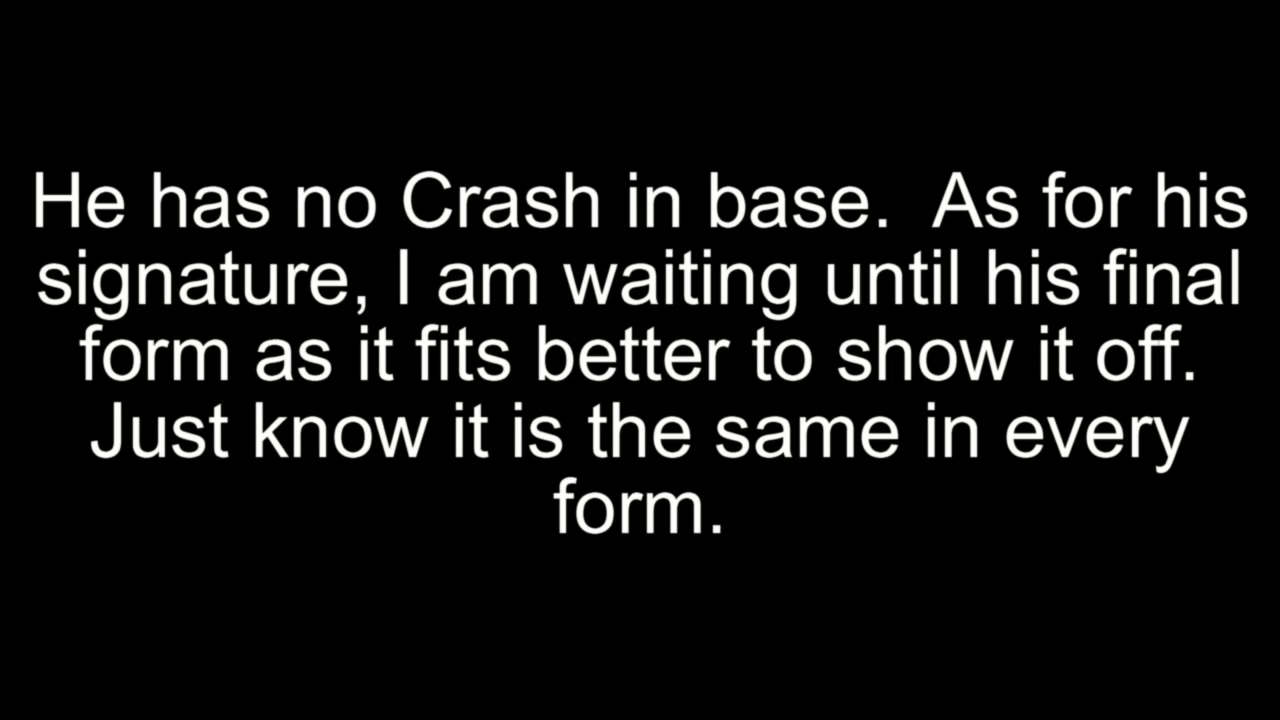 He has no Crash in base.  As for his
signature, I am waiting until his final
form as it fits better to show it off.
Just know it is the same in every
form.